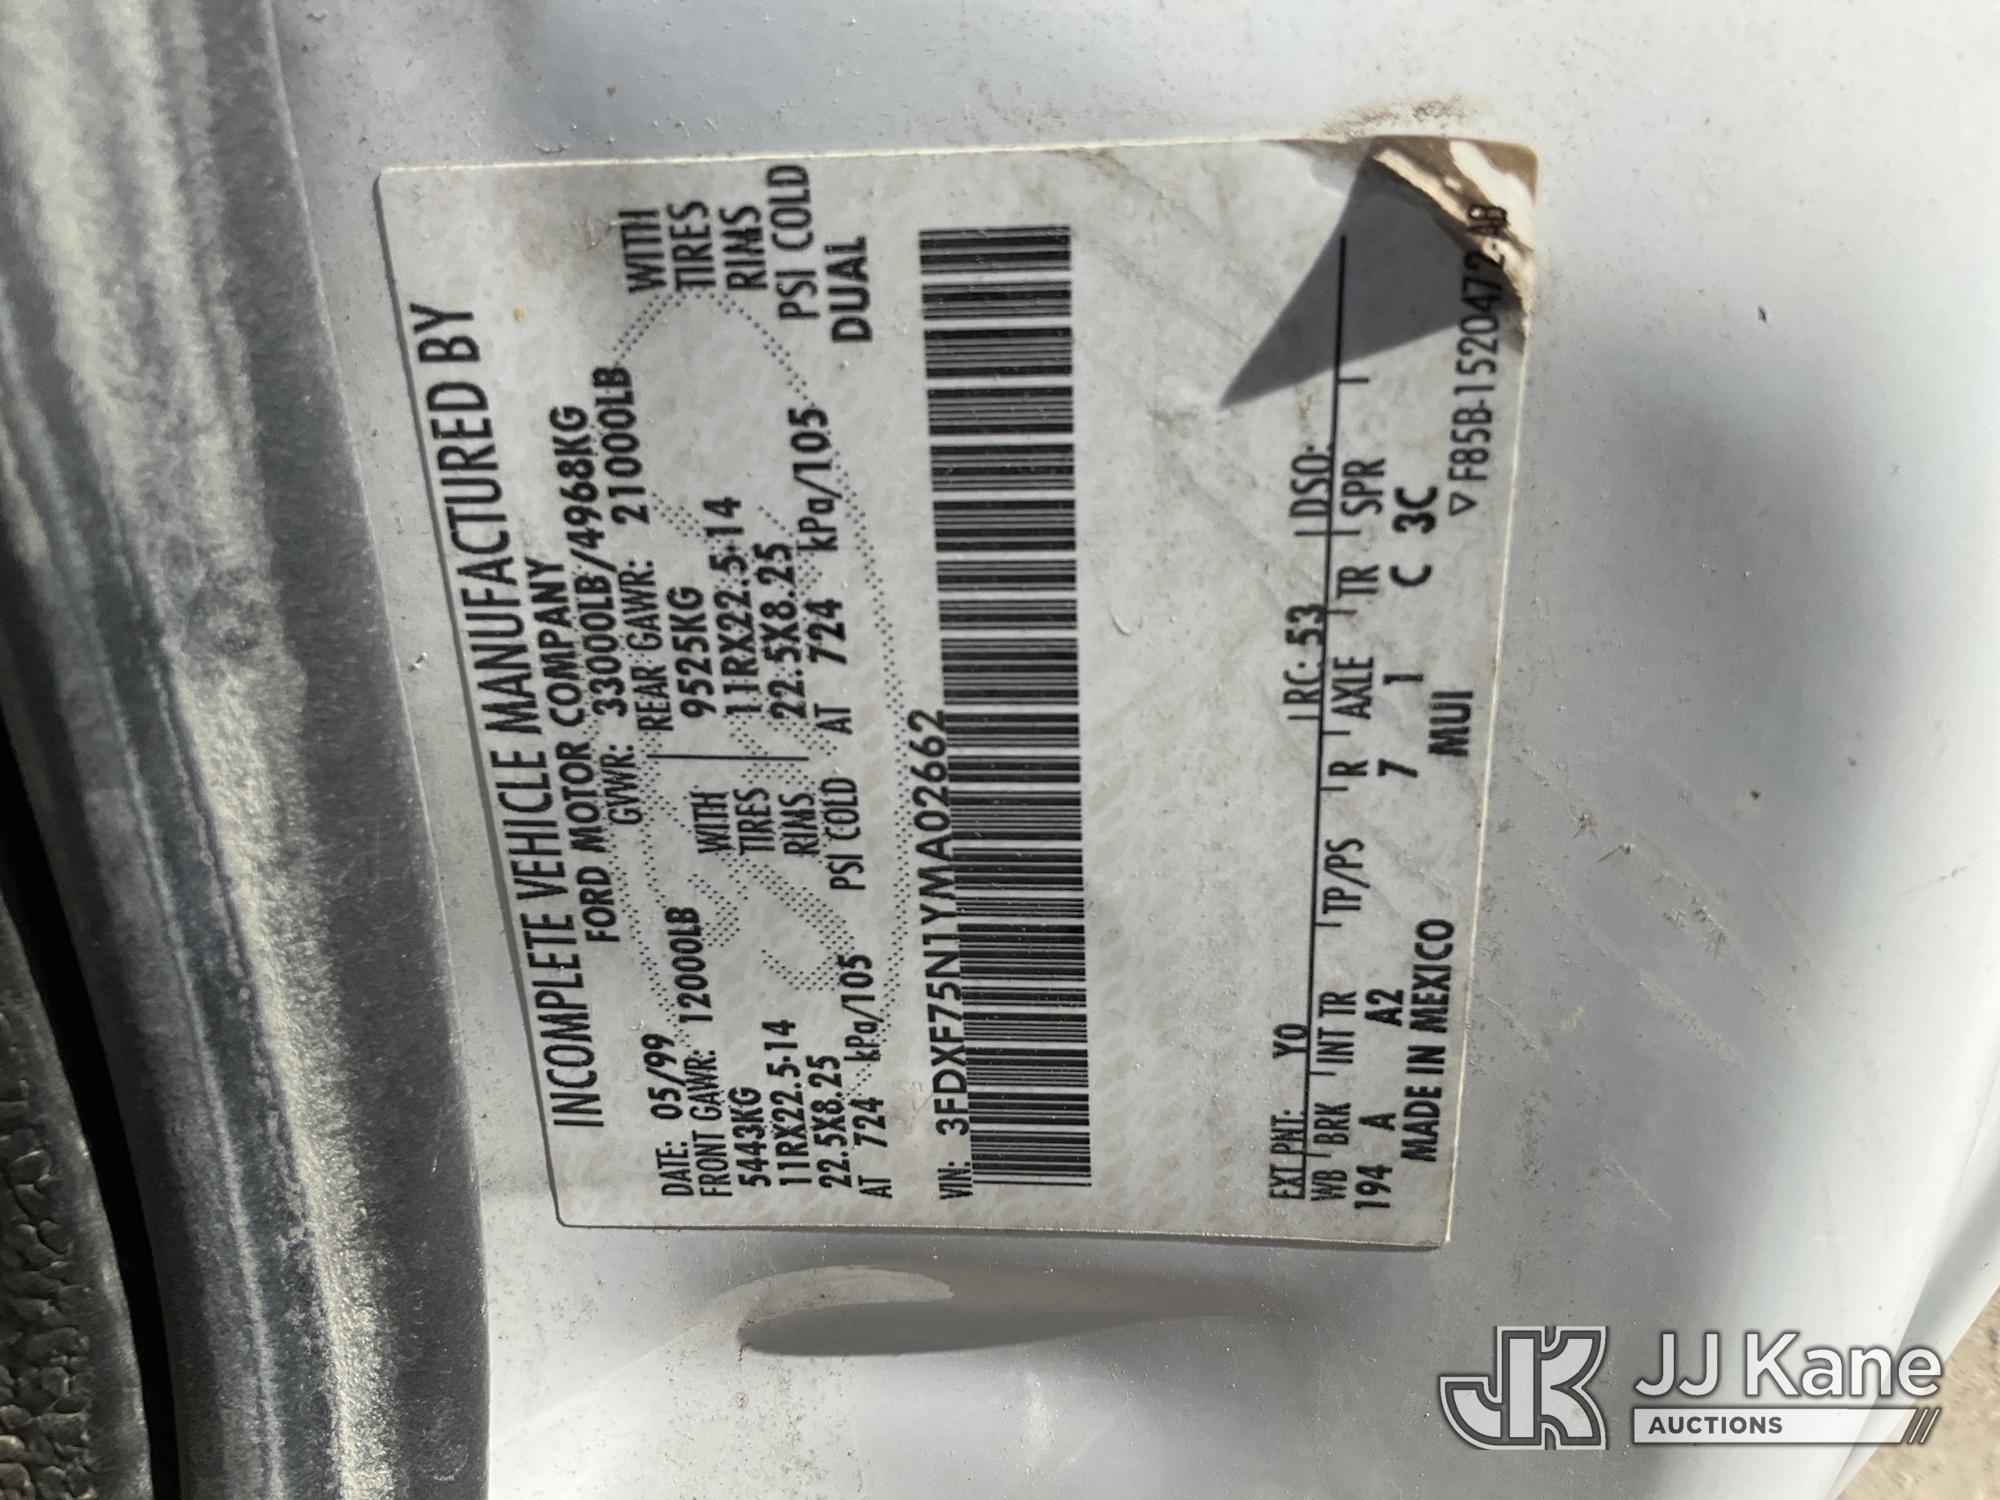 INCOMPLETE VEHICLE MANUFACTURED BY
FORD MOTOR COMPANY
GVWR: 33000LB/4968KG
DATE: 05/99
FRONT GAWR: 12000LB
REAR GAWR: 21000LB
5443KG WITH
9525KG WITH
11RX22.5-14 TIRES
11RX22.5-14 TIRES
22.5X8.25 RIMS
22.5X8.25 RIMS
AT 724 kPa/105 PSI COLD
AT 724 kPa/105 PSI COLD
DUAL
VIN: 3FDXF75N1YMA02662
EXT PNT: YO RC: 53 DSO:
WB BRK INT TR TP/PS R AXLE TR SPR
194 A A2 7 1 C 3C
MADE IN MEXICO MUI
▽F85B-1520472-AB
JK JJ Kane
AUCTIONS